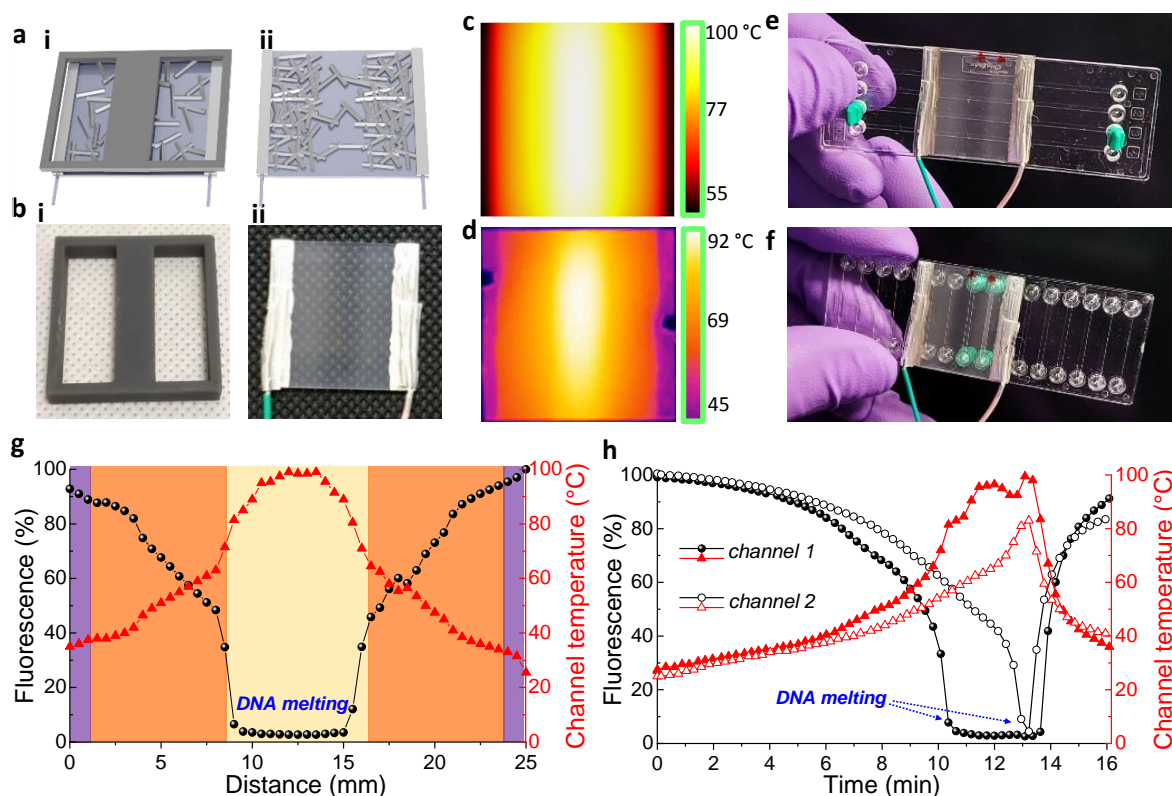 a i ii
b i ii
c
100 °C
77
55
d
92 °C
69
45
e
f
g
Fluorescence (%)
100
80
60
40
20
0
DNA melting
100
80
60
40
20
0
Channel temperature (°C)
0 5 10 15 20 25
Distance (mm)
h
Fluorescence (%)
100
80
60
40
20
0
channel 1
channel 2
DNA melting
100
80
60
40
20
0
Channel temperature (°C)
0 2 4 6 8 10 12 14 16
Time (min)